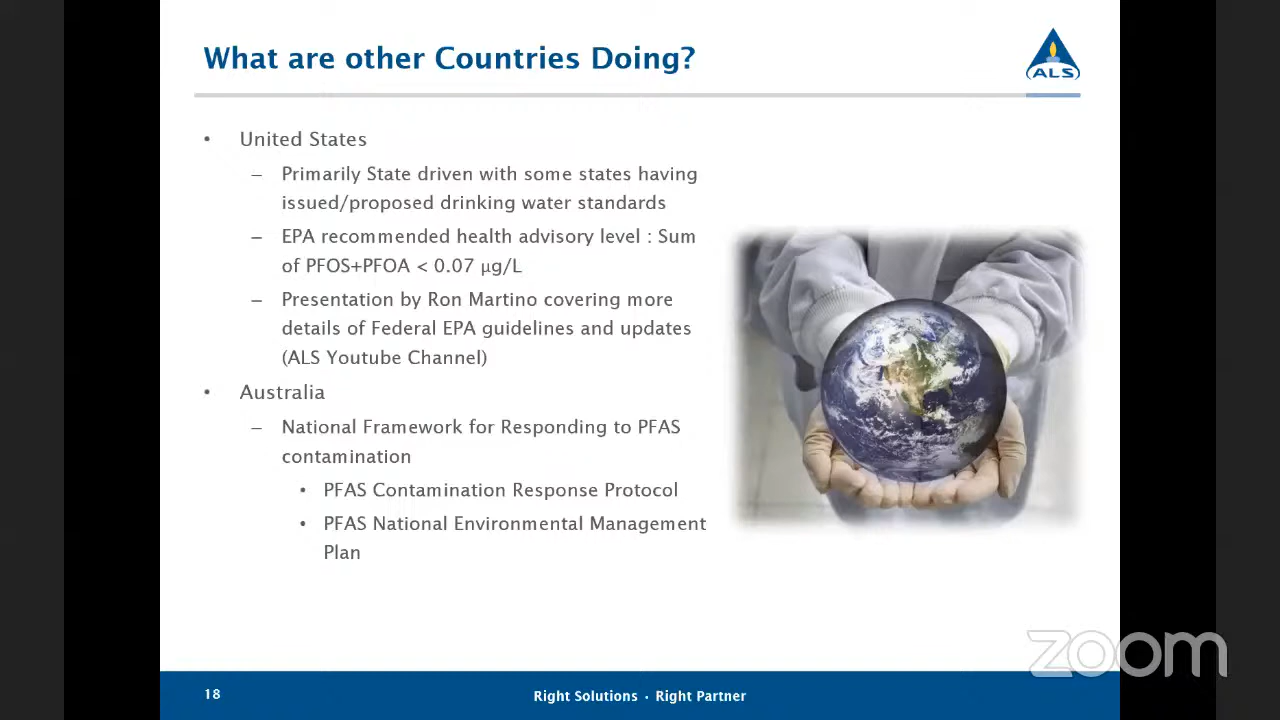 What are other Countries Doing?
ALS
• United States
– Primarily State driven with some states having
issued/proposed drinking water standards
– EPA recommended health advisory level : Sum
of PFOS+PFOA < 0.07 µg/L
– Presentation by Ron Martino covering more
details of Federal EPA guidelines and updates
(ALS Youtube Channel)
• Australia
– National Framework for Responding to PFAS
contamination
• PFAS Contamination Response Protocol
• PFAS National Environmental Management
Plan
zoom
18
Right Solutions · Right Partner